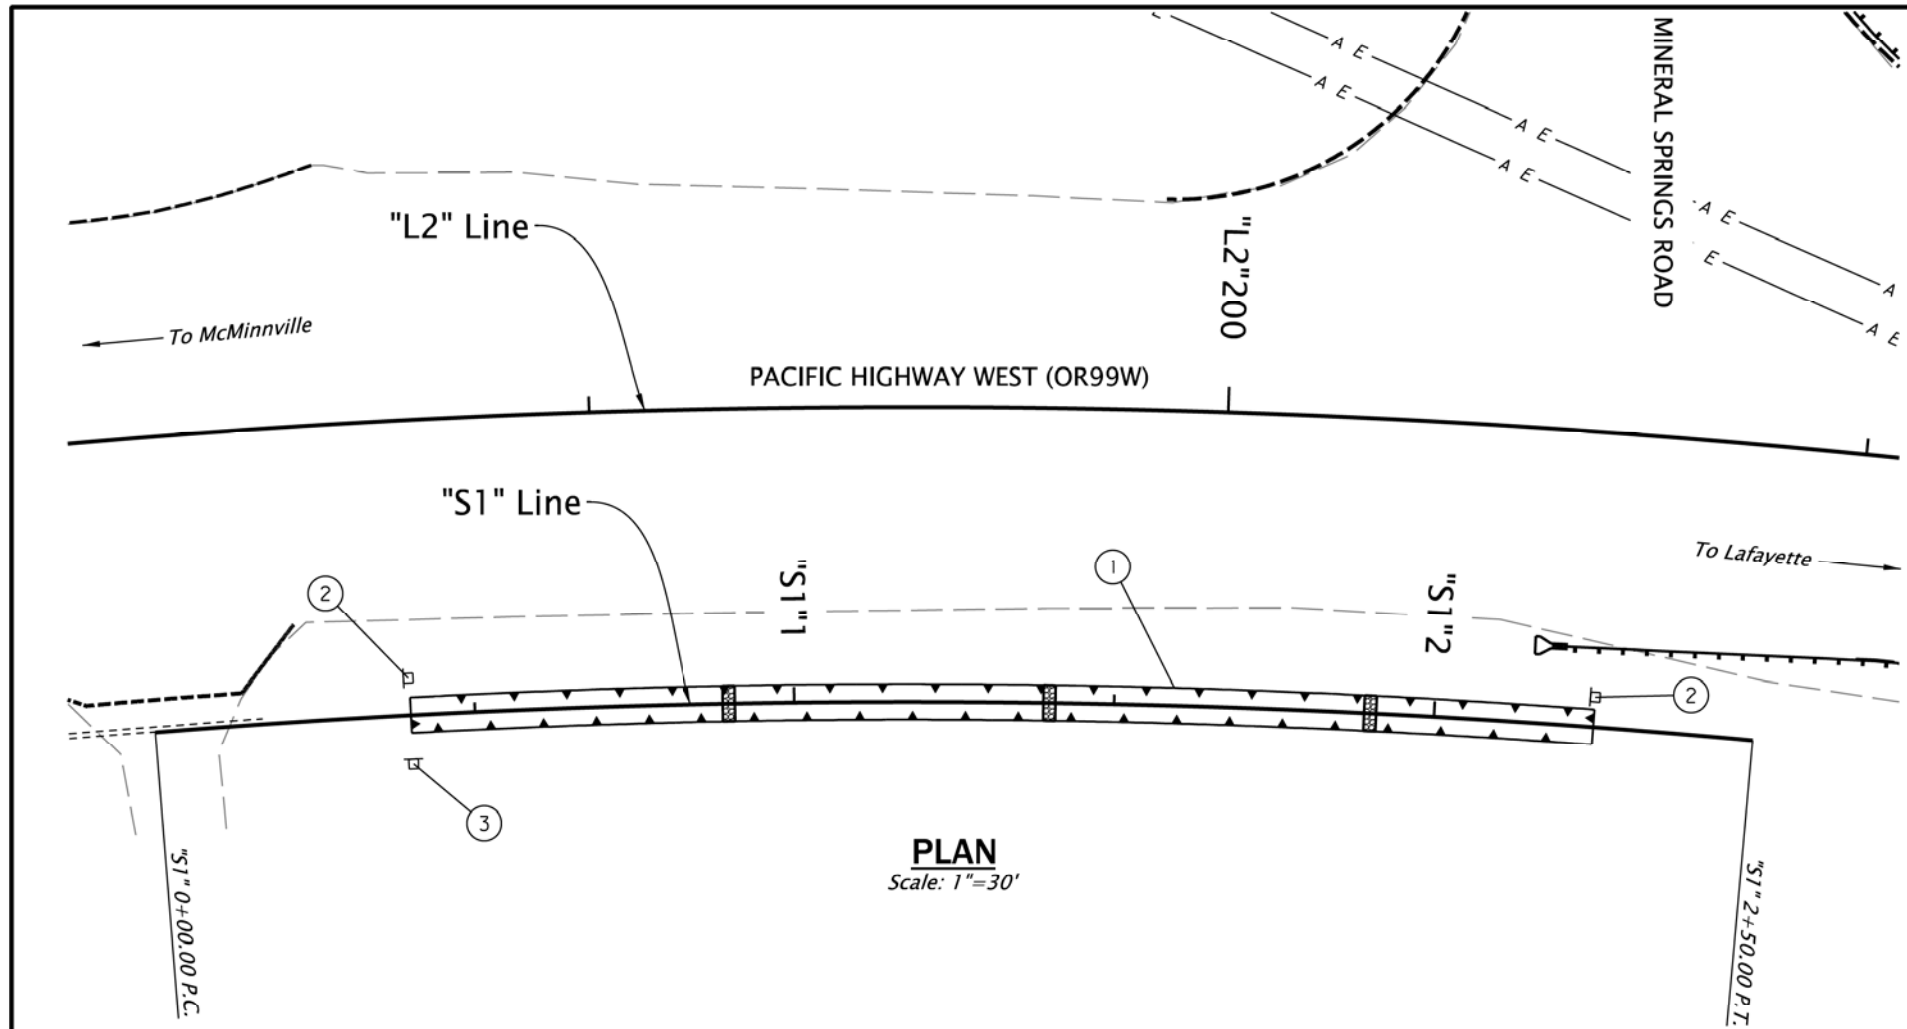 A E
A E
A E
A E
MINERAL SPRINGS ROAD
A E
E
A
A E
"L2" Line
"L2"200
To McMinnville
PACIFIC HIGHWAY WEST (OR99W)
"S1" Line
To Lafayette
1
2
"S1"1
"S1"2
2
3
PLAN
Scale: 1"=30'
"S1" 0+00.00 P.C.
"S1" 2+50.00 P.T.